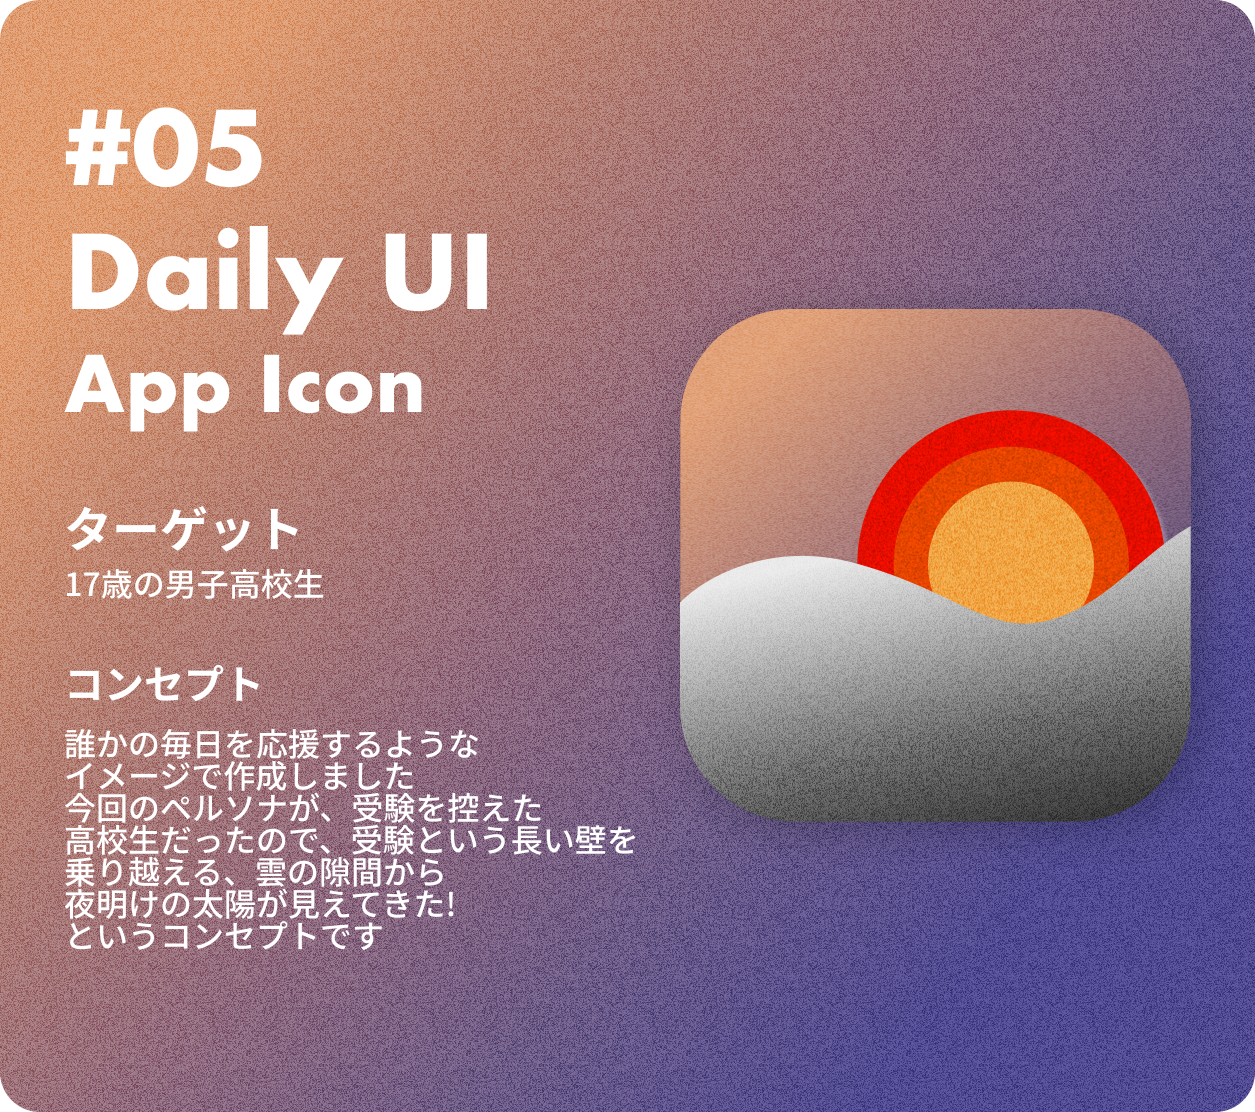 #05
Daily UI
App Icon
ターゲット
17歳の男子高校生
コンセプト
誰かの毎日を応援するような
イメージで作成しました
今回のペルソナが、受験を控えた
高校生だったので、受験という長い壁を
乗り越える、雲の隙間から
夜明けの太陽が見えてきた!
というコンセプトです